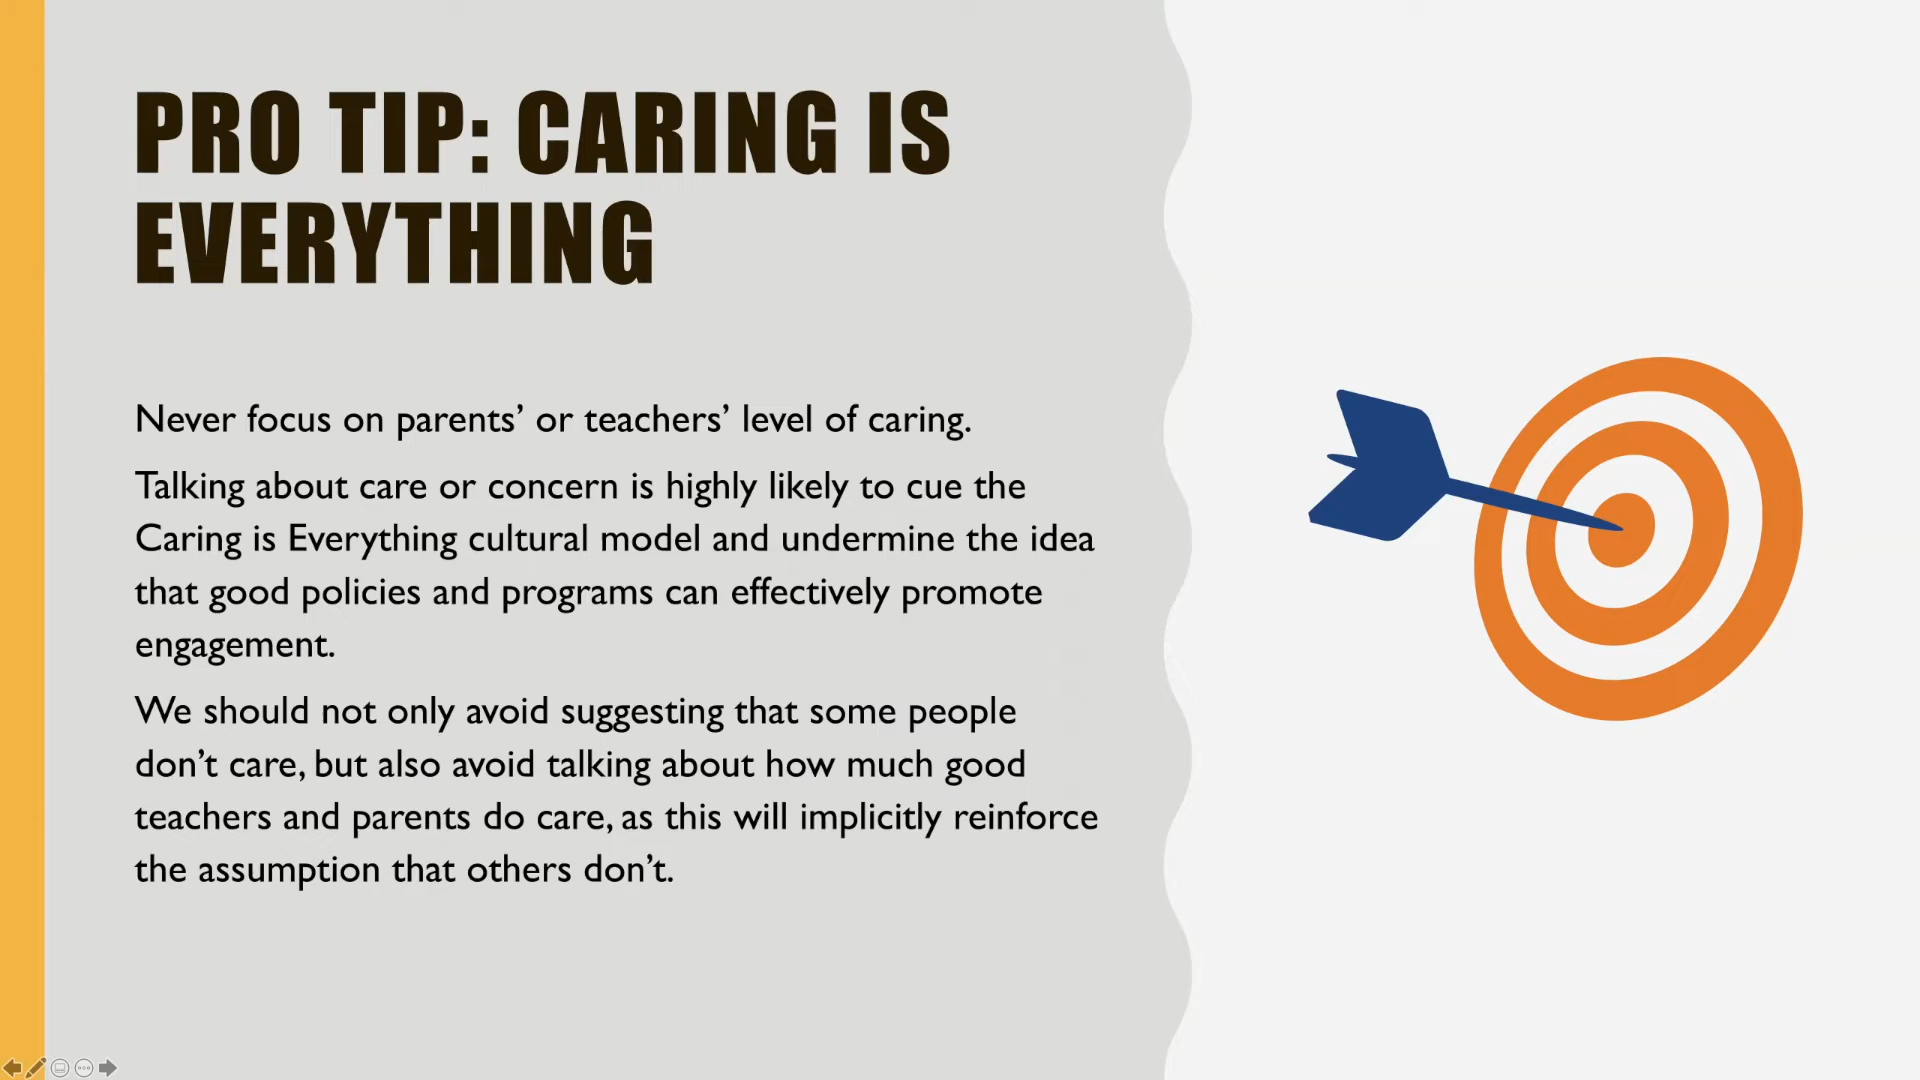 PRO TIP: CARING IS
EVERYTHING
Never focus on parents’ or teachers’ level of caring.
Talking about care or concern is highly likely to cue the
Caring is Everything cultural model and undermine the idea
that good policies and programs can effectively promote
engagement.
We should not only avoid suggesting that some people
don’t care, but also avoid talking about how much good
teachers and parents do care, as this will implicitly reinforce
the assumption that others don’t.